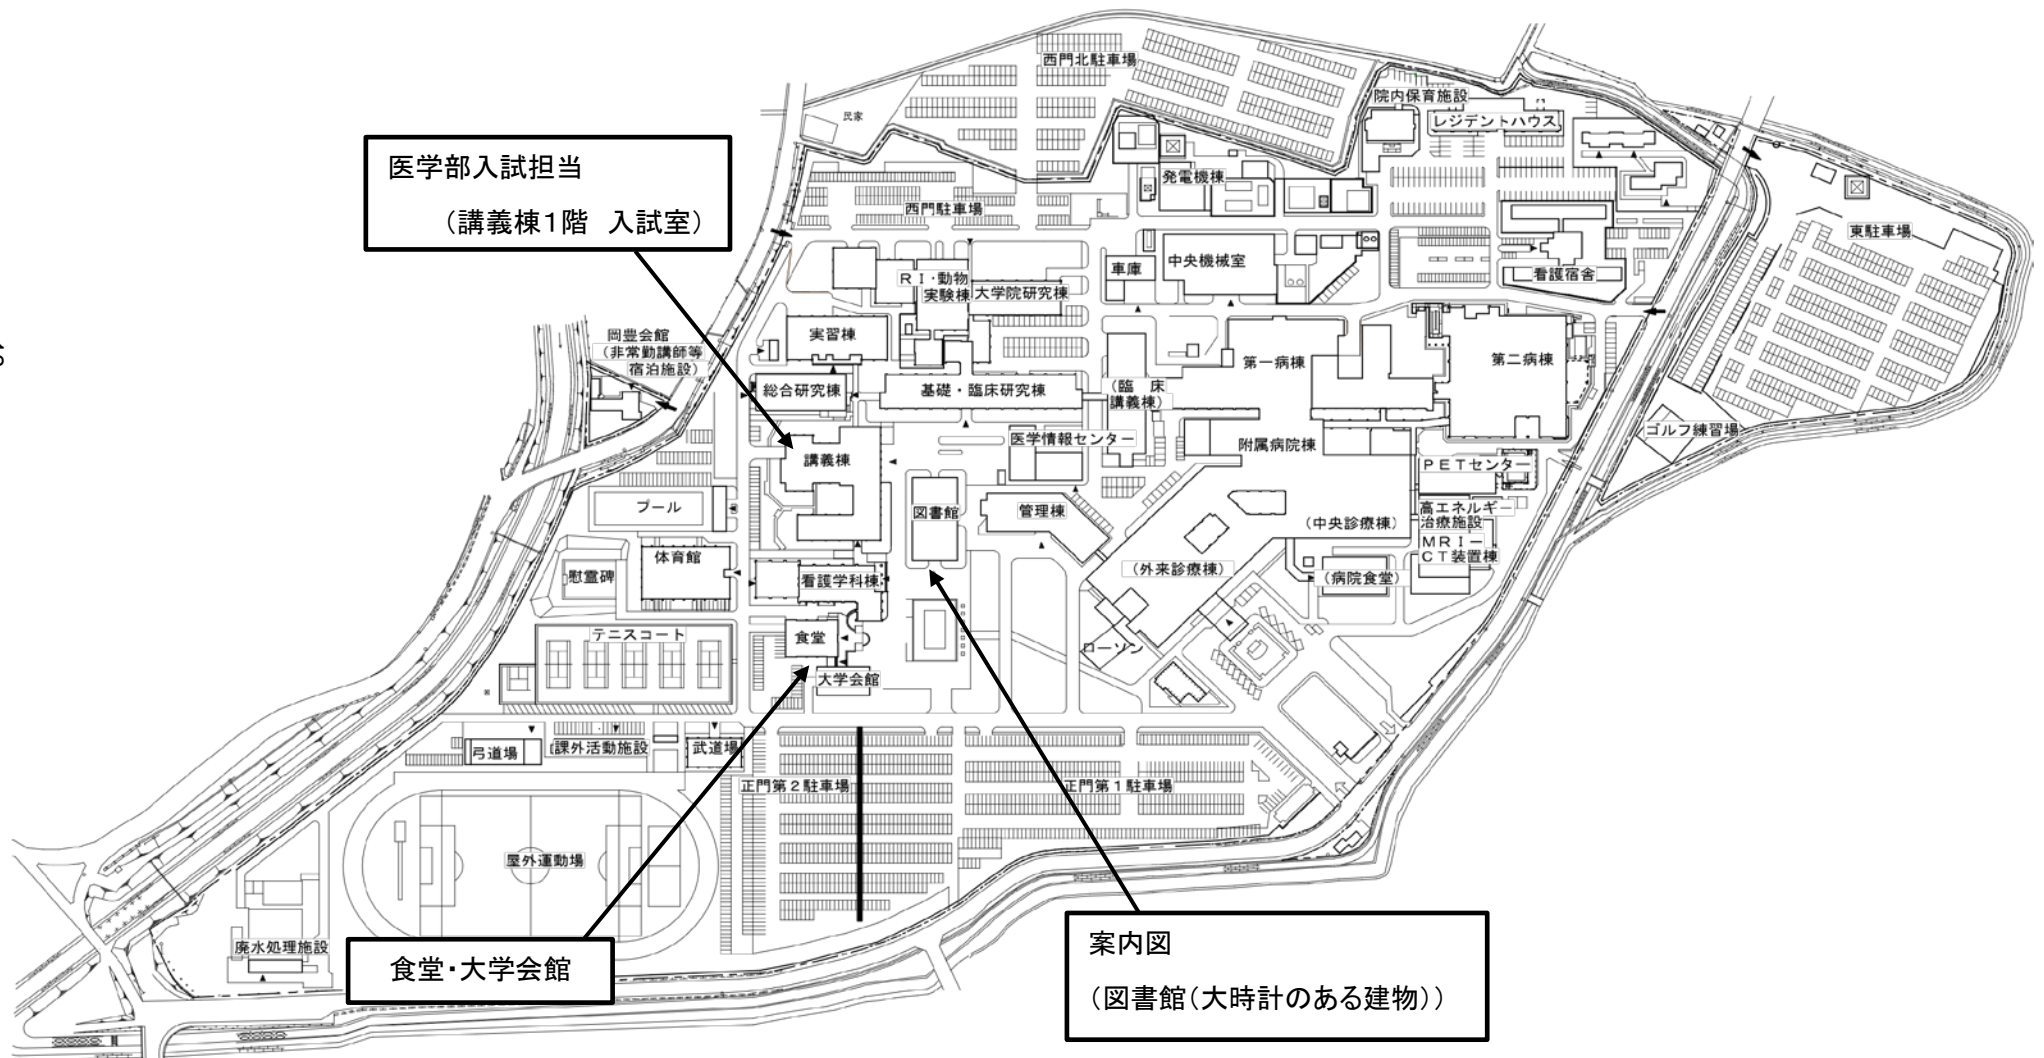 西門北駐車場
民家
院内保育施設
レジデントハウス
医学部入試担当
（講義棟１階　入試室）
発電機棟
西門駐車場
東駐車場
車庫
中央機械室
看護宿舎
ＲＩ・動物
実験棟
大学院研究棟
岡豊会館
（非常勤講師等
宿泊施設）
実習棟
第一病棟
第二病棟
総合研究棟
基礎・臨床研究棟
（臨　床
講義棟）
医学情報センター
附属病院棟
ゴルフ練習場
講義棟
ＰＥＴセンター
プール
図書館
管理棟
（中央診療棟）
高エネルギー
治療施設
ＭＲＩ－
ＣＴ装置棟
体育館
慰霊碑
看護学科棟
（外来診療棟）
（病院食堂）
テニスコート
食堂
ローソン
大学会館
弓道場
課外活動施設
武道場
正門第２駐車場
正門第１駐車場
屋外運動場
廃水処理施設
食堂・大学会館
案内図
（図書館（大時計のある建物））